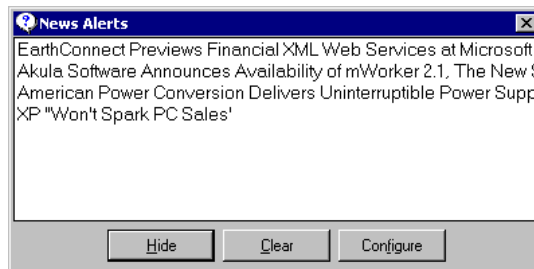 News Alerts
EarthConnect Previews Financial XML Web Services at Microsoft
Akula Software Announces Availability of mWorker 2.1, The New
American Power Conversion Delivers Uninterruptible Power
XP "Won't Spark PC Sales'
Hide Clear Configure